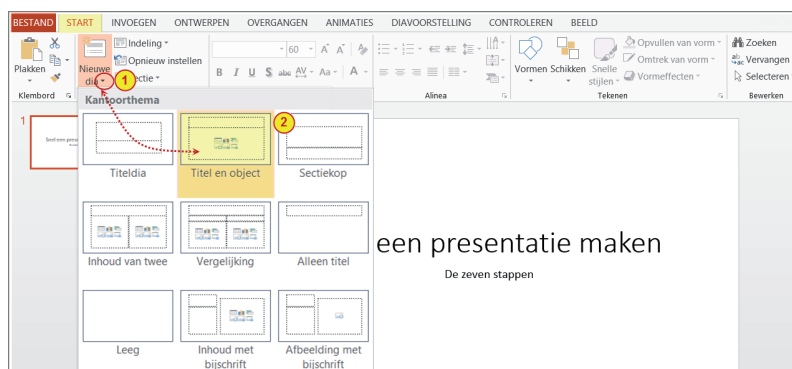 BESTAND START INVOEGEN ONTWERPEN OVERGANGEN ANIMATIES DIAVOORSTELLING CONTROLEREN BEELD
Plakken
Klembord
Nieuwe
dia
Indeling
Opnieuw instellen
ectie
60 A A
B I U S abc AV Aa A
Alinea
Vormen Schikken Snelle
stijlen
Opvullen van vorm
Omtrek van vorm
Vormeffecten
Tekenen
Zoeken
Vervangen
Selecteren
Bewerken
1
2
Kantoorthema
Titeldia Titel en object Sectiekop
Inhoud van twee Vergelijking Alleen titel
Leeg Inhoud met Afbeelding met
bijschrift bijschrift
1
een presentatie maken
De zeven stappen